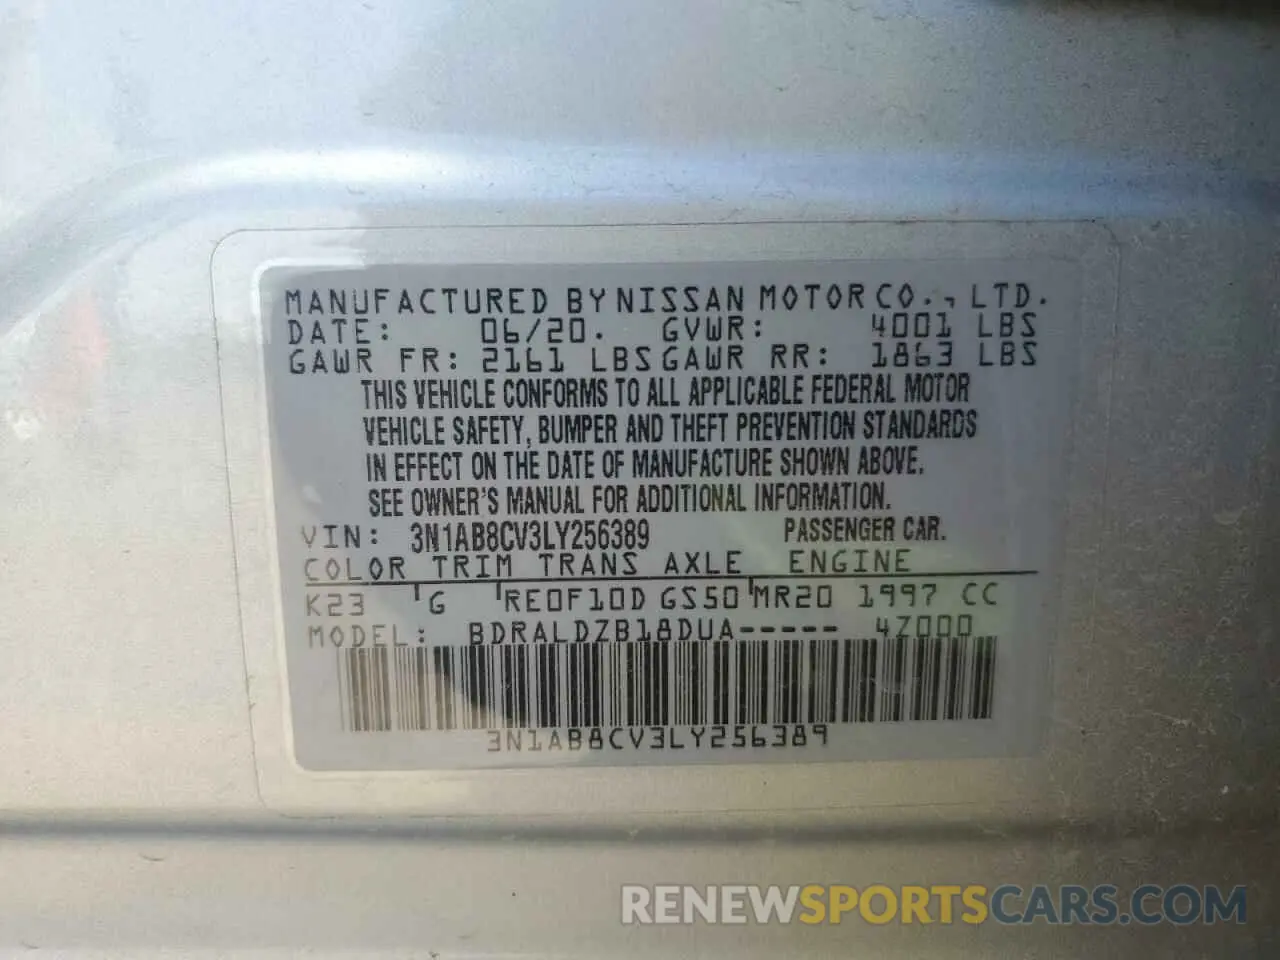 MANUFACTURED BY NISSAN MOTOR CO., LTD.
DATE: 06/20. GVWR: 4001 LBS
GAWR FR: 2161 LBS GAWR RR: 1863 LBS
THIS VEHICLE CONFORMS TO ALL APPLICABLE FEDERAL MOTOR
VEHICLE SAFETY, BUMPER AND THEFT PREVENTION STANDARDS
IN EFFECT ON THE DATE OF MANUFACTURE SHOWN ABOVE.
SEE OWNER'S MANUAL FOR ADDITIONAL INFORMATION.
VIN: 3N1AB8CV3LY256389 PASSENGER CAR.
COLOR TRIM TRANS AXLE ENGINE
K23 G RE0F10D GS50 MR20 1997 CC
MODEL: BDRALDZB18DUA----- 4Z000
3N1AB8CV3LY256389
RENEWSPORTSCARS.COM